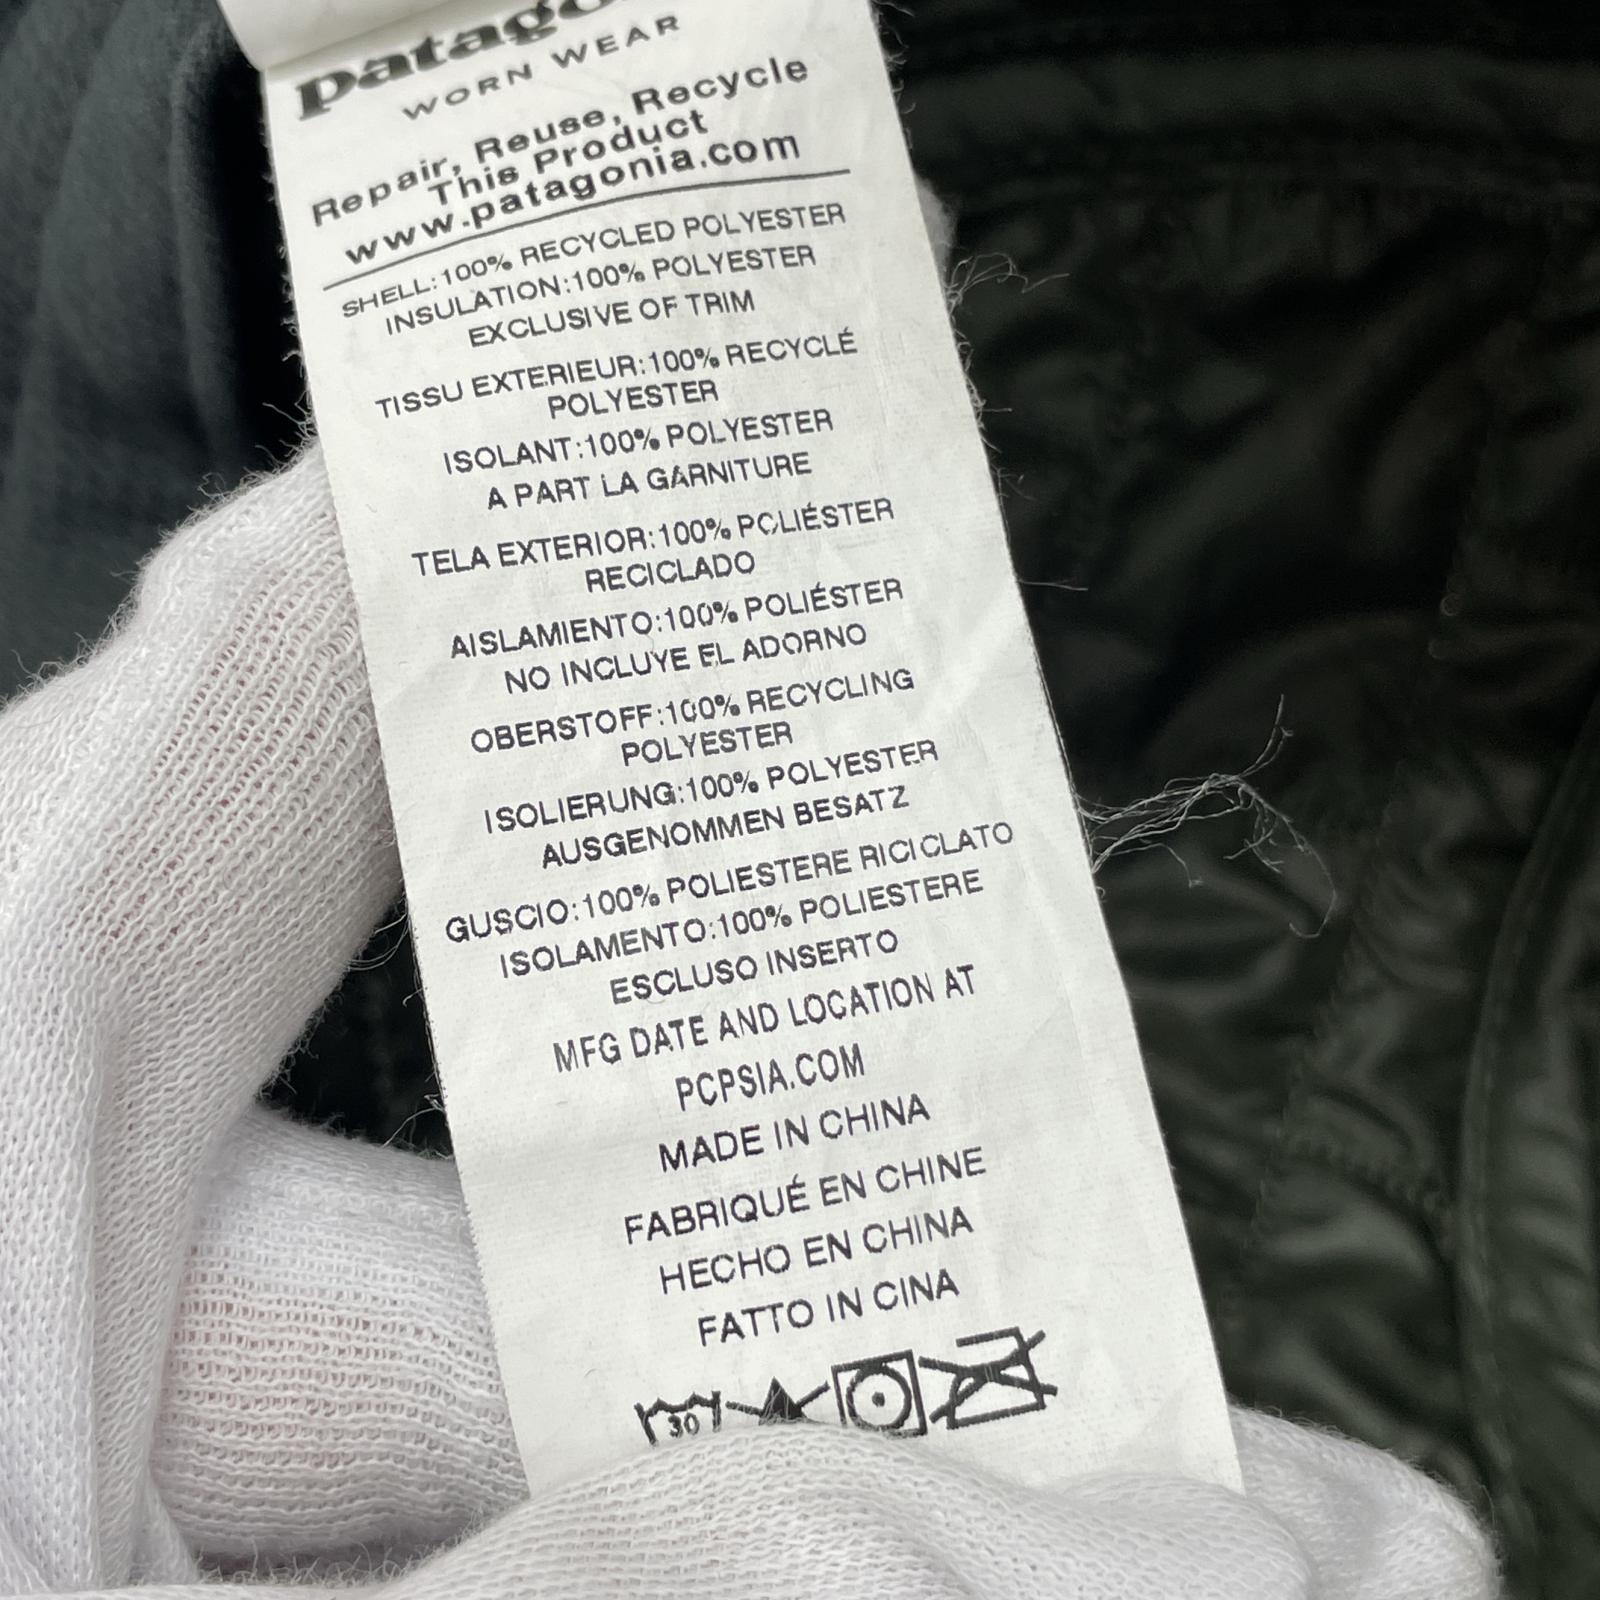 patago
WORN WEAR
Repair, Reuse, Recycle
This Product
www.patagonia.com
SHELL:100% RECYCLED POLYESTER
INSULATION:100% POLYESTER
EXCLUSIVE OF TRIM
TISSU EXTERIEUR:100% RECYCLÉ
POLYESTER
ISOLANT:100% POLYESTER
A PART LA GARNITURE
TELA EXTERIOR:100% POLIÉSTER
RECICLADO
AISLAMIENTO:100% POLIÉSTER
NO INCLUYE EL ADORNO
OBERSTOFF:100% RECYCLING
POLYESTER
ISOLIERUNG:100% POLYESTER
AUSGENOMMEN BESATZ
GUSCIO:100% POLIESTERE RICICLATO
ISOLAMENTO:100% POLIESTERE
ESCLUSO INSERTO
MFG DATE AND LOCATION AT
PCPSIA.COM
MADE IN CHINA
FABRIQUÉ EN CHINE
HECHO EN CHINA
FATTO IN CINA
30